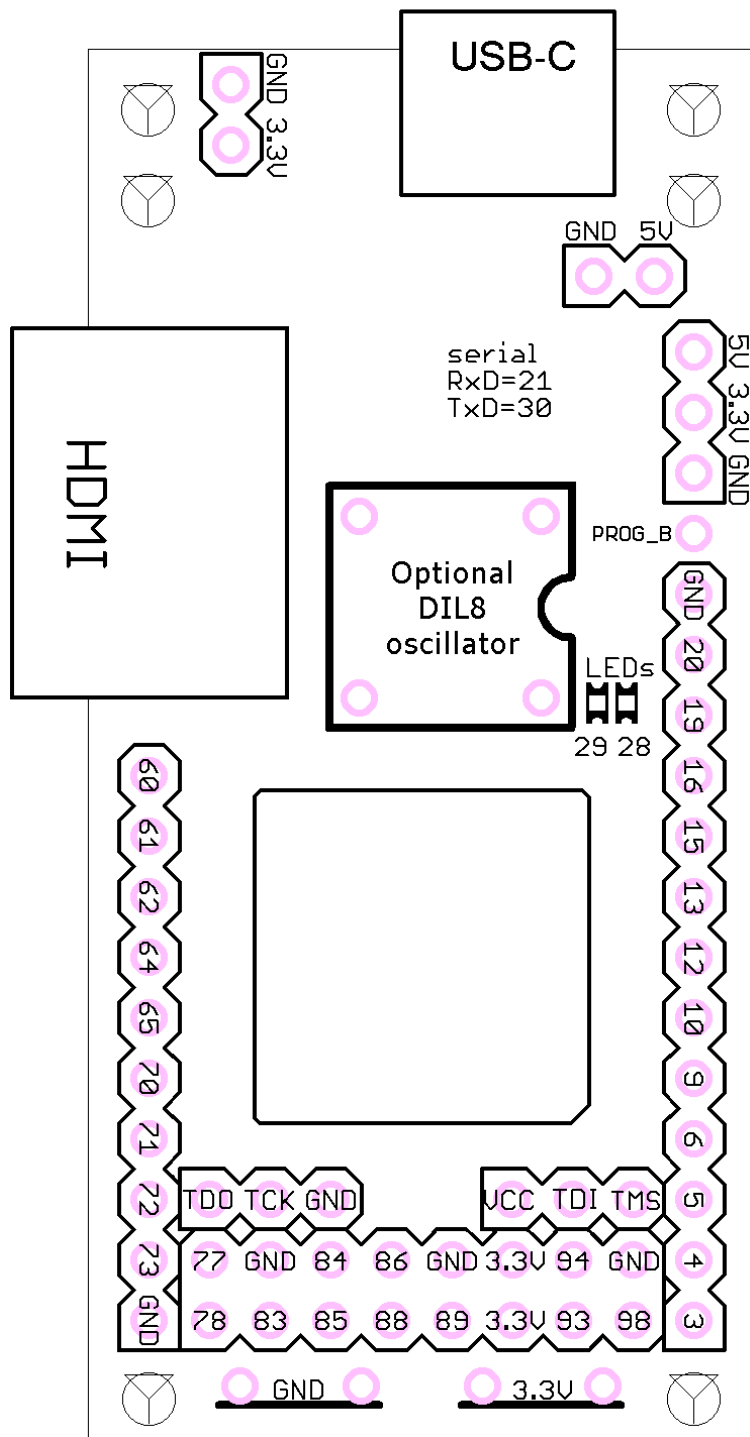 USB-C
GND 3.3V
GND 5V
5V 3.3V GND
serial
RxD=21
TxD=30
HDMI
PROG_B
Optional
DIL8
oscillator
LEDs
29 28
GND
20
19
16
15
13
12
10
9
6
5
4
3
60
61
62
64
65
70
71
72
73
GND
TDO TCK GND VCC TDI TMS
77 GND 84 86 GND 3.3V 94 GND
78 83 85 88 89 3.3V 93 98
GND 3.3V